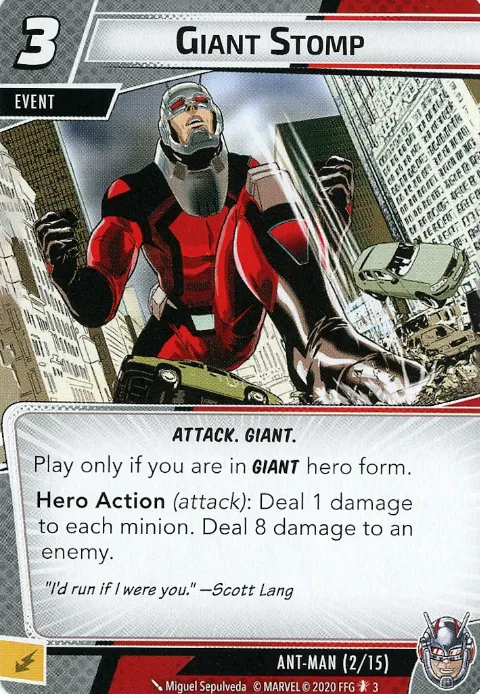 3
GIANT STOMP
EVENT
ATTACK. GIANT.
Play only if you are in GIANT hero form.
Hero Action (attack): Deal 1 damage
to each minion. Deal 8 damage to an
enemy.
"I'd run if I were you." —Scott Lang
ANT-MAN (2/15)
Miguel Sepulveda © MARVEL © 2020 FFG 3